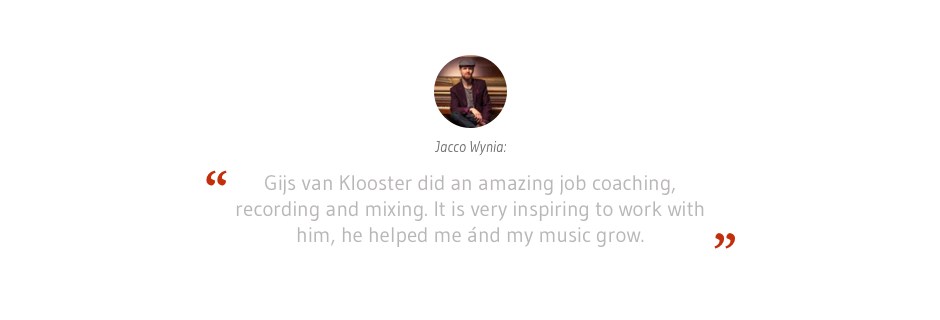 Jacco Wynia:
“ Gijs van Klooster did an amazing job coaching,
recording and mixing. It is very inspiring to work with
him, he helped me ánd my music grow. ”